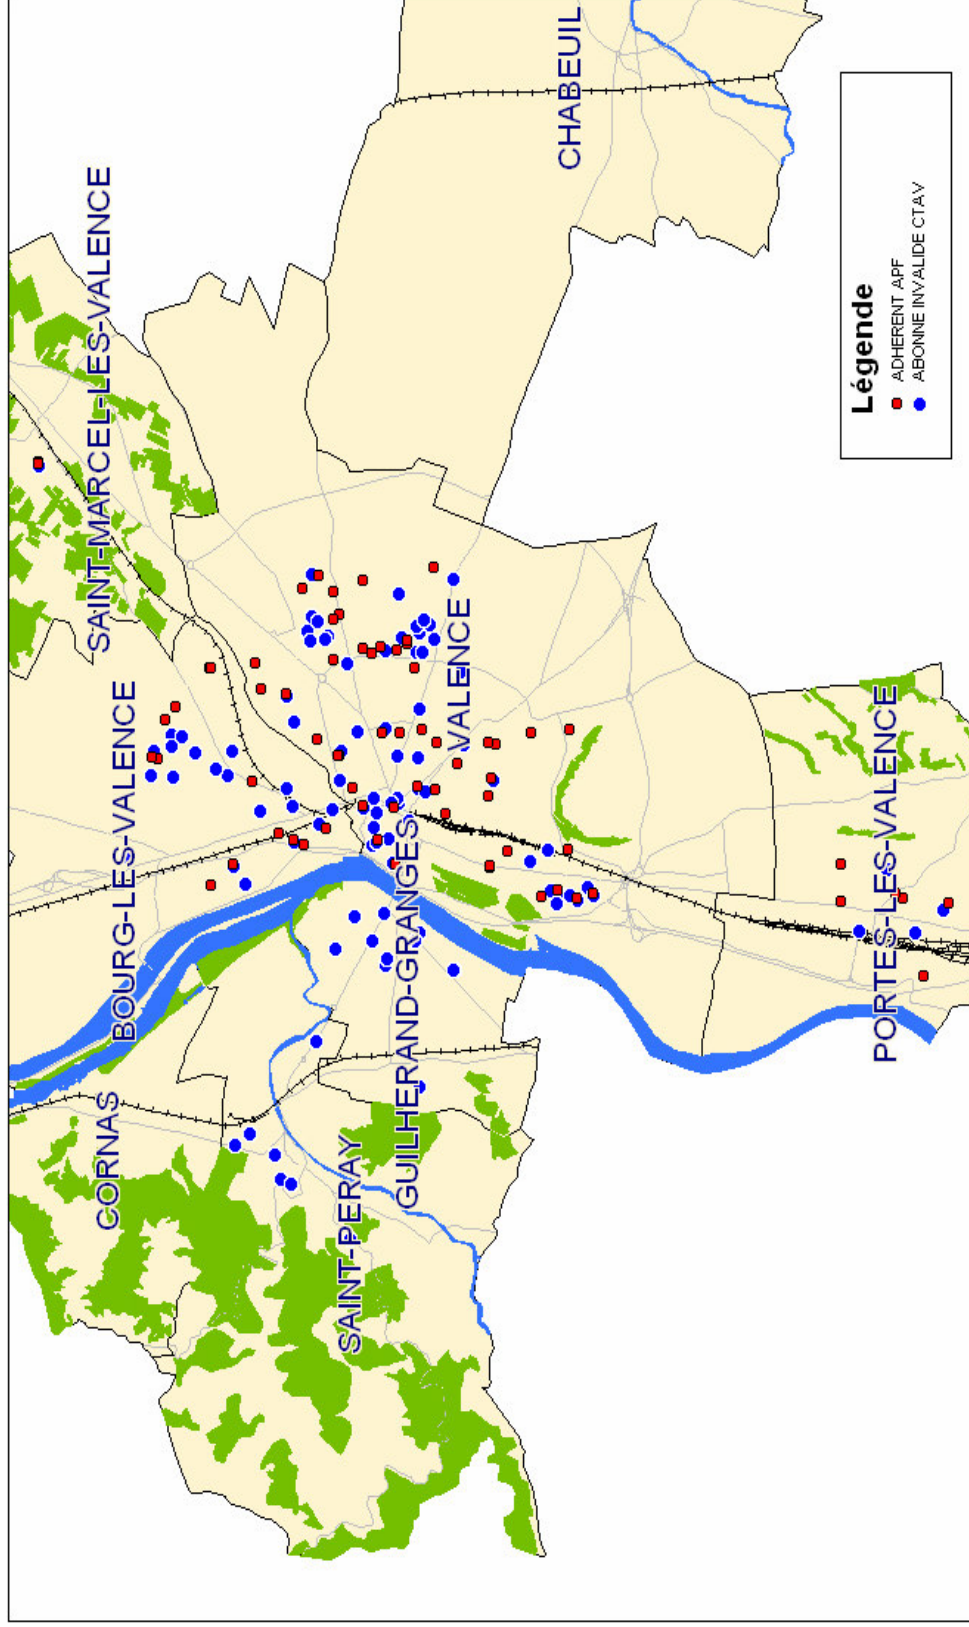 SAINT-MARCEL-LES-VALENCE
BOURG-LES-VALENCE
CORNAS
CHABEUIL
VALENCE
GUILHERAND-GRANGES
SAINT-PERAY
PORTES-LES-VALENCE
Légende
ADHERENT APF
ABONNE INVALIDE CTAV